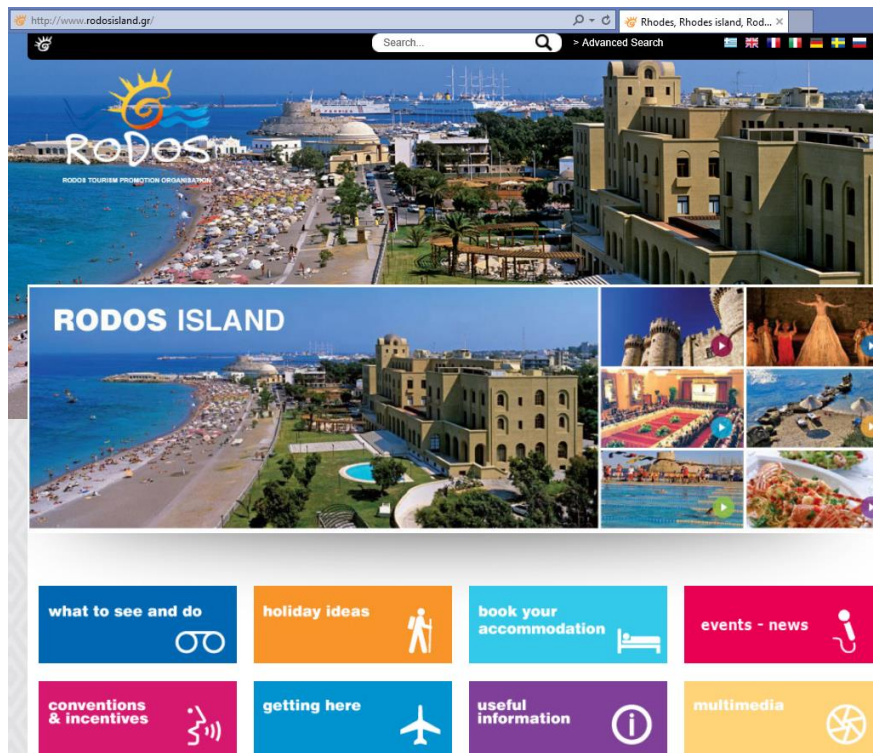 http://www.rodosisland.gr/
Rhodes, Rhodes island, Rod...
Search...
> Advanced Search
RODOS
RODOS TOURISM PROMOTION ORGANISATION
RODOS ISLAND
what to see and do
holiday ideas
book your
accommodation
events - news
conventions
& incentives
getting here
useful
information
multimedia